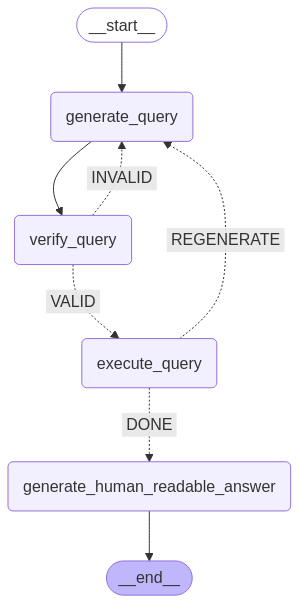 __start__
generate_query
INVALID
verify_query
REGENERATE
VALID
execute_query
DONE
generate_human_readable_answer
__end__